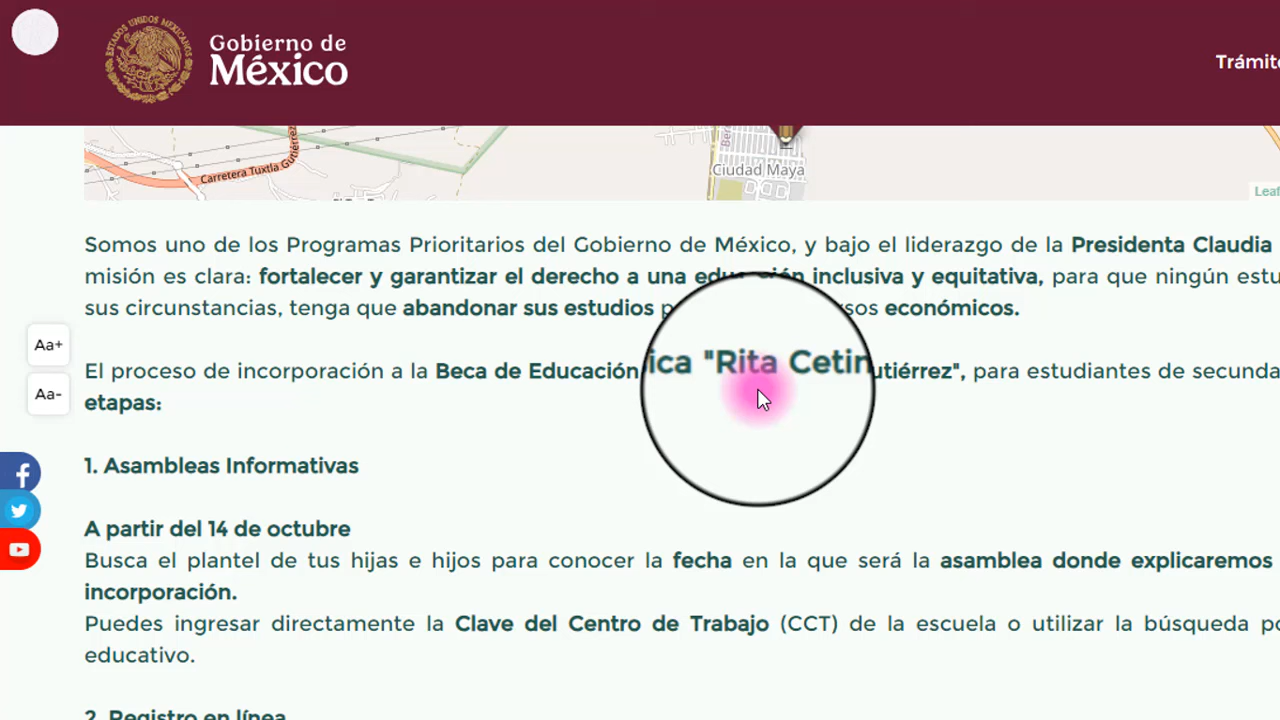 Gobierno de
México
Trámit
Carretera Tuxtla Gutiérrez
Ciudad Maya
Leaf
Somos uno de los Programas Prioritarios del Gobierno de México, y bajo el liderazgo de la Presidenta Claudia
misión es clara: fortalecer y garantizar el derecho a una educación inclusiva y equitativa, para que ningún estu
sus circunstancias, tenga que abandonar sus estudios económicos.
El proceso de incorporación a la Beca de Educación ica "Rita Cetin utiérrez", para estudiantes de secunda
etapas:
1. Asambleas Informativas
A partir del 14 de octubre
Busca el plantel de tus hijas e hijos para conocer la fecha en la que será la asamblea donde explicaremos
incorporación.
Puedes ingresar directamente la Clave del Centro de Trabajo (CCT) de la escuela o utilizar la búsqueda po
educativo.
2. Registro en línea
Aa+
Aa-